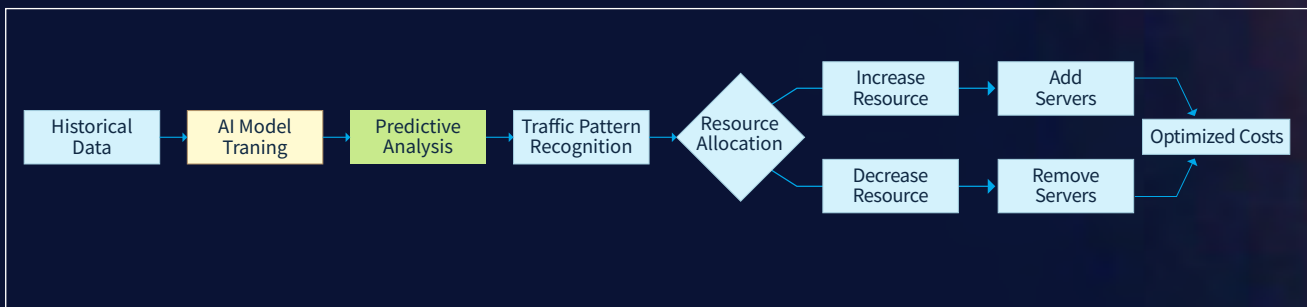 Historical
Data
AI Model
Traning
Predictive
Analysis
Traffic Pattern
Recognition
Resource
Allocation
Increase
Resource
Add
Servers
Decrease
Resource
Remove
Servers
Optimized Costs